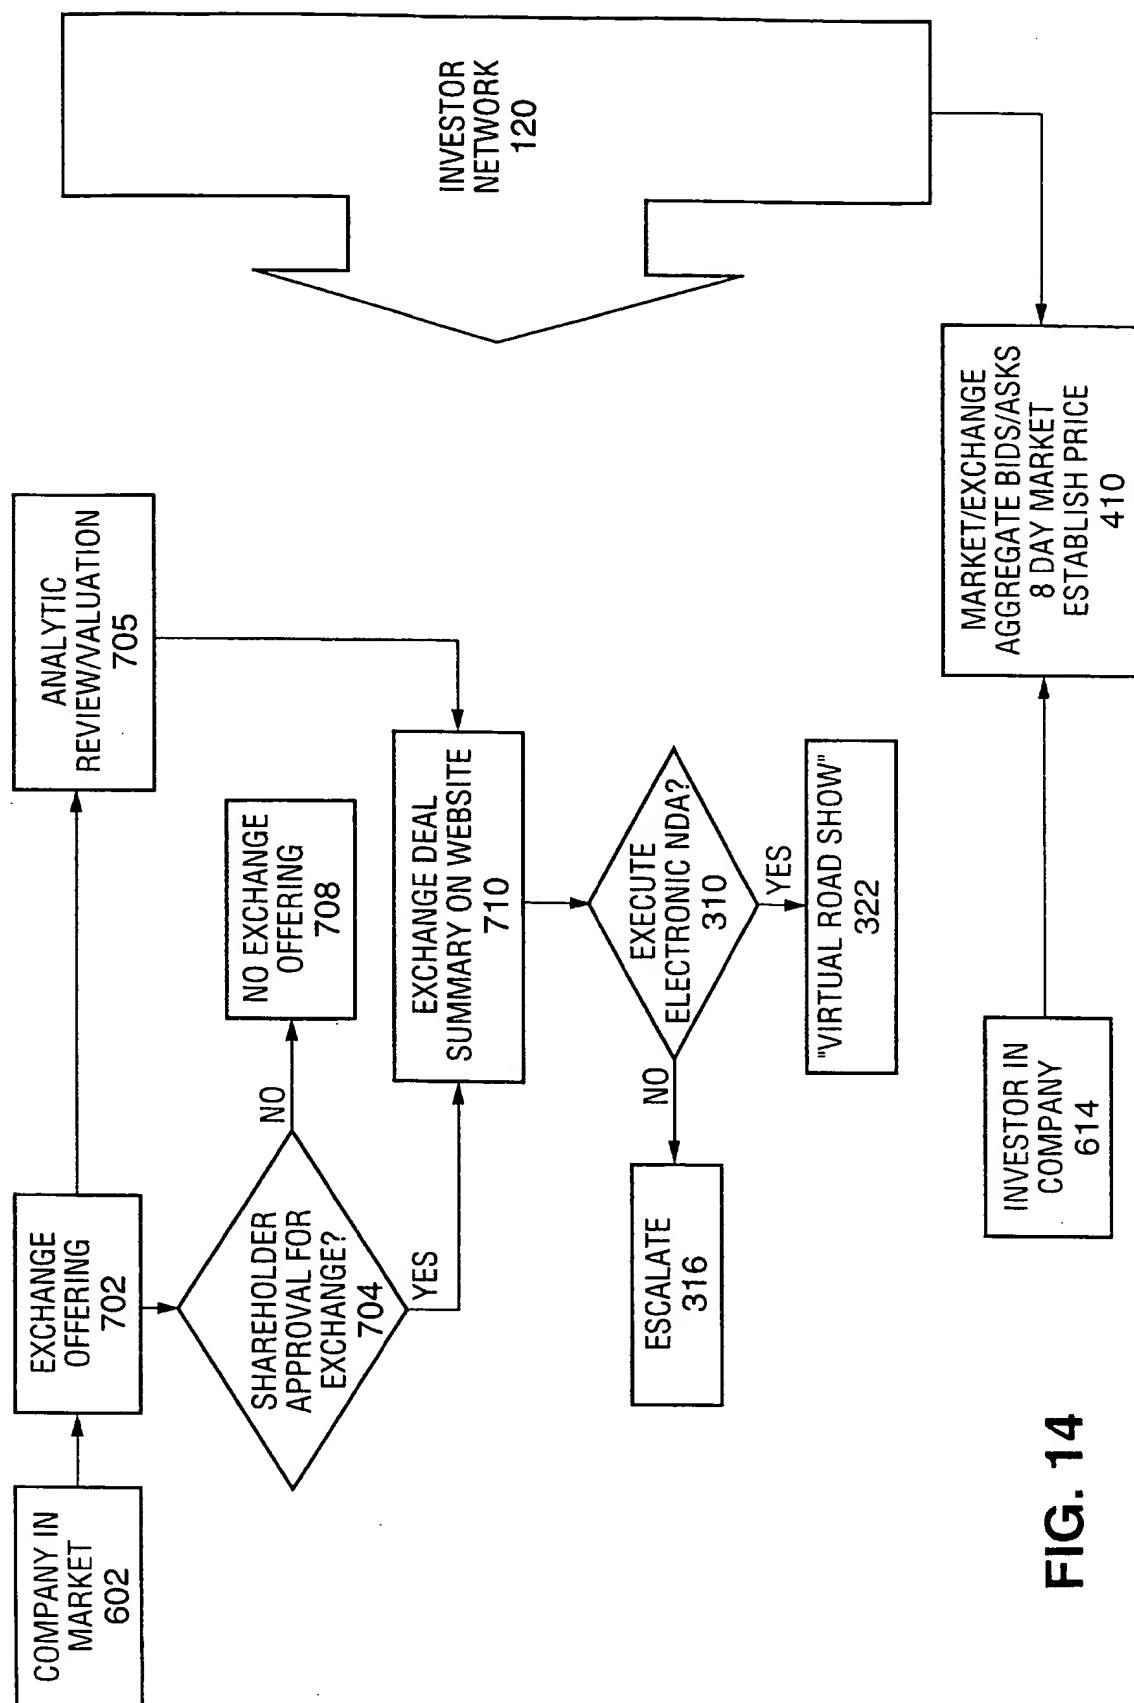 COMPANY IN
MARKET
602
EXCHANGE
OFFERING
702
ANALYTIC
REVIEW/VALUATION
705
SHAREHOLDER
APPROVAL FOR
EXCHANGE?
704
NO
NO EXCHANGE
OFFERING
708
YES
EXCHANGE DEAL
SUMMARY ON WEBSITE
710
INVESTOR
NETWORK
120
EXECUTE
ELECTRONIC NDA?
310
NO
ESCALATE
316
YES
"VIRTUAL ROAD SHOW"
322
INVESTOR IN
COMPANY
614
MARKET/EXCHANGE
AGGREGATE BIDS/ASKS
8 DAY MARKET
ESTABLISH PRICE
410
FIG. 14